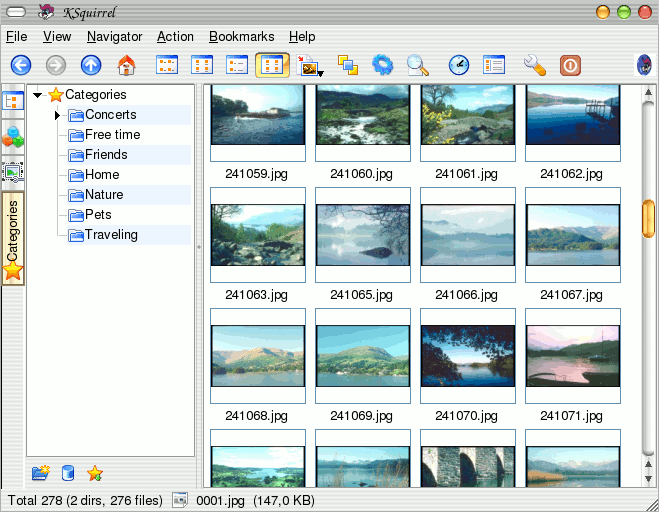 KSquirrel
File View Navigator Action Bookmarks Help
Categories
Categories
Concerts
Free time
Friends
Home
Nature
Pets
Traveling
241059.jpg 241060.jpg 241061.jpg 241062.jpg
241063.jpg 241065.jpg 241066.jpg 241067.jpg
241068.jpg 241069.jpg 241070.jpg 241071.jpg
Total 278 (2 dirs, 276 files) 0001.jpg (147,0 KB)